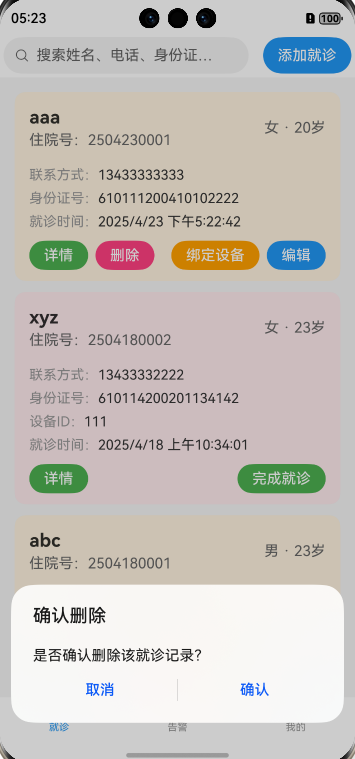 05:23
100
搜索姓名、电话、身份证...
添加就诊
aaa
女 · 20岁
住院号：2504230001
联系方式：13433333333
身份证号：610111200410102222
就诊时间：2025/4/23 下午5:22:42
详情 删除 绑定设备 编辑
xyz
女 · 23岁
住院号：2504180002
联系方式：13433332222
身份证号：610114200201134142
设备ID：111
就诊时间：2025/4/18 上午10:34:01
详情 完成就诊
abc
男 · 23岁
住院号：2504180001
确认删除
是否确认删除该就诊记录？
取消 确认
就诊 告警 我的